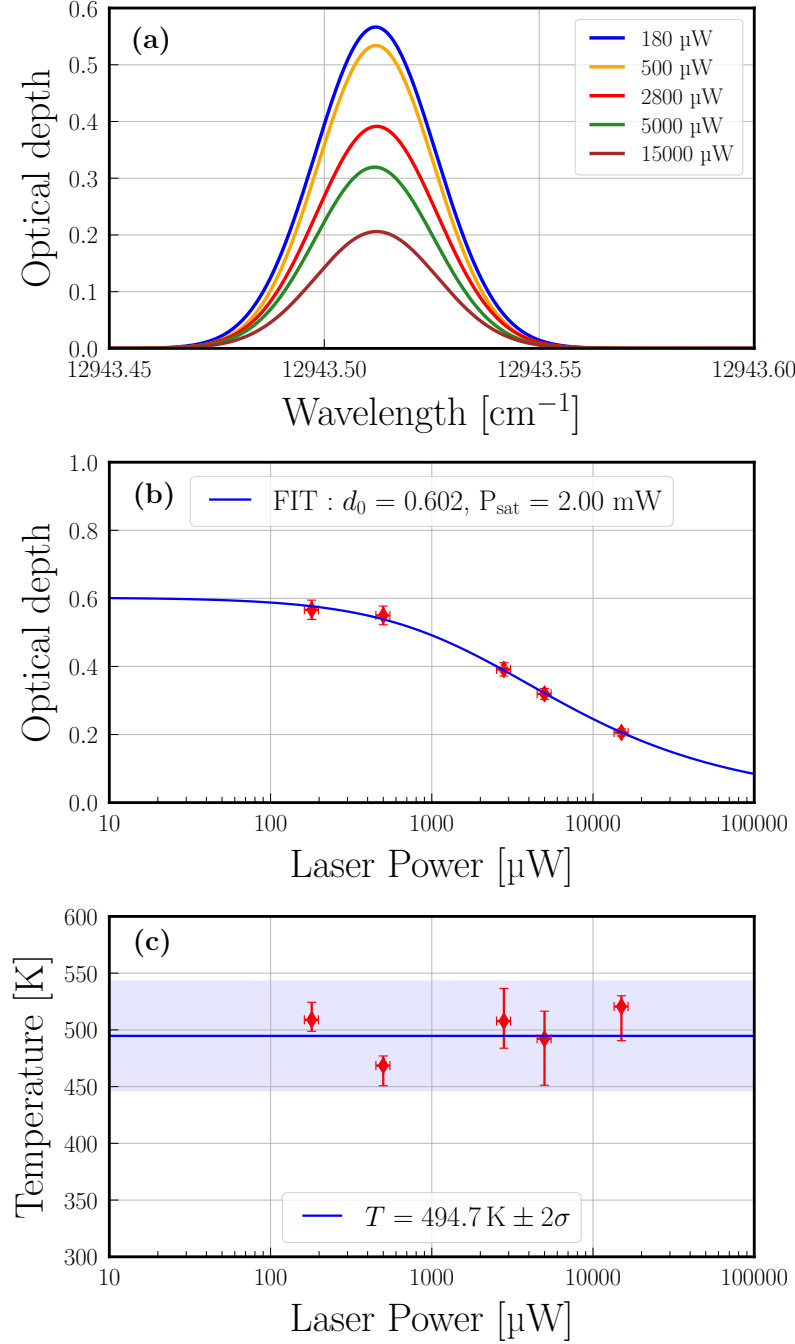 (a)
180 µW
500 µW
2800 µW
5000 µW
15000 µW
Optical depth
0.6
0.5
0.4
0.3
0.2
0.1
0.0
12943.45 12943.50 12943.55 12943.60
Wavelength [cm⁻¹]
(b)
FIT : d₀ = 0.602, P_sat = 2.00 mW
Optical depth
1.0
0.8
0.6
0.4
0.2
0.0
10 100 1000 10000 100000
Laser Power [µW]
(c)
Temperature [K]
600
550
500
450
400
350
300
T = 494.7 K ± 2σ
10 100 1000 10000 100000
Laser Power [µW]